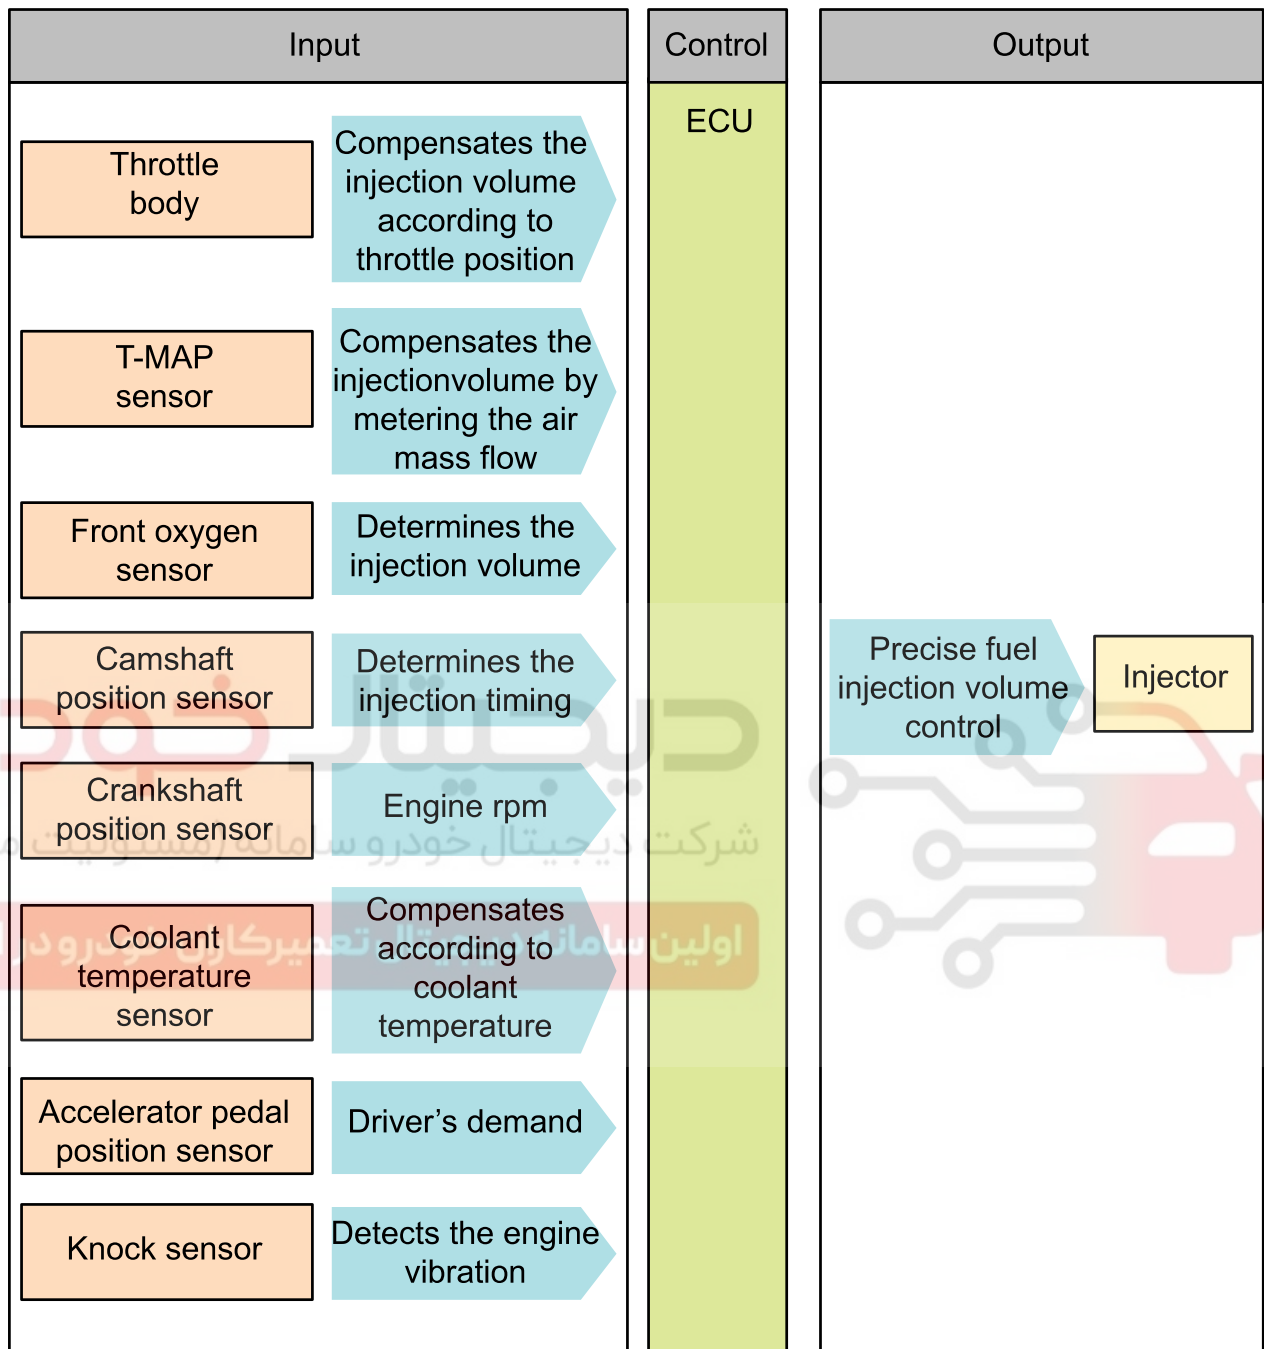 Input
Control
Output
ECU
Throttle
body
Compensates the
injection volume
according to
throttle position
T-MAP
sensor
Compensates the
injectionvolume by
metering the air
mass flow
Front oxygen
sensor
Determines the
injection volume
Camshaft
position sensor
Determines the
injection timing
Crankshaft
position sensor
Engine rpm
Coolant
temperature
sensor
Compensates
according to
coolant
temperature
Accelerator pedal
position sensor
Driver’s demand
Knock sensor
Detects the engine
vibration
Precise fuel
injection volume
control
Injector
دیجیتال خود
شرکت دیجیتال خودرو سامانه (مسئولیت
اولین سامانه دیجیتال تعمیرکاران خودرو در